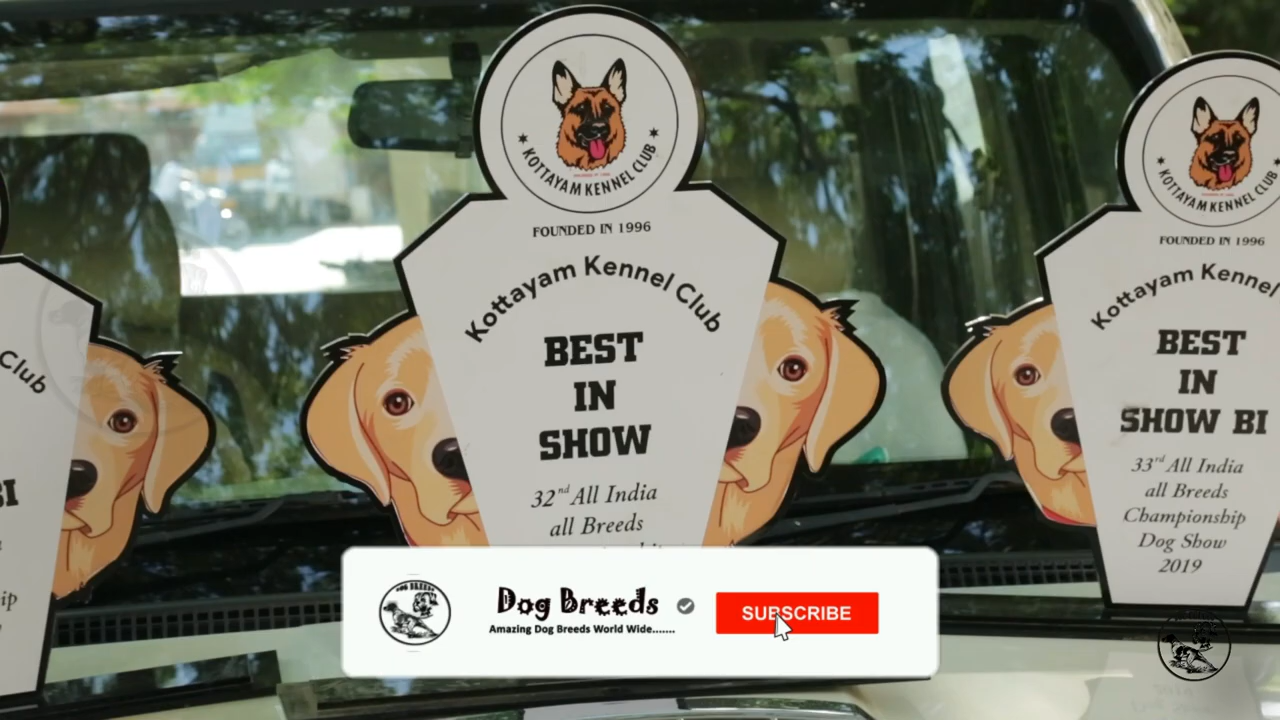 KOTTAYAM KENNEL CLUB
FOUNDED IN 1996
Kottayam Kennel Club
BEST
IN
SHOW
32nd All India
all Breeds
KOTTAYAM KENNEL CLUB
FOUNDED IN 1996
Kottayam Kennel
BEST
IN
SHOW BI
33rd All India
all Breeds
Championship
Dog Show
2019
Club
BI
DOG BREEDS
Dog Breeds
Amazing Dog Breeds World Wide.......
SUBSCRIBE